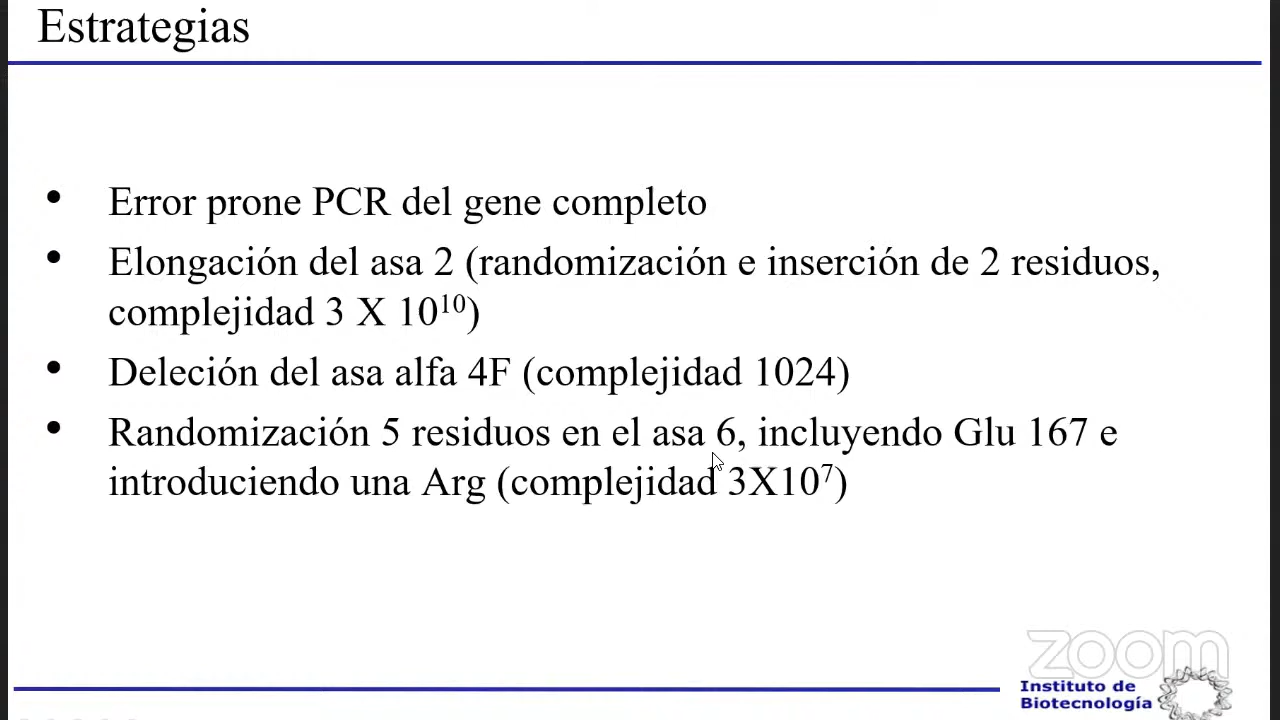 Estrategias
• Error prone PCR del gene completo
• Elongación del asa 2 (randomización e inserción de 2 residuos,
complejidad 3 X 10¹⁰)
• Deleción del asa alfa 4F (complejidad 1024)
• Randomización 5 residuos en el asa 6, incluyendo Glu 167 e
introduciendo una Arg (complejidad 3X10⁷)
zoom
Instituto de
Biotecnología